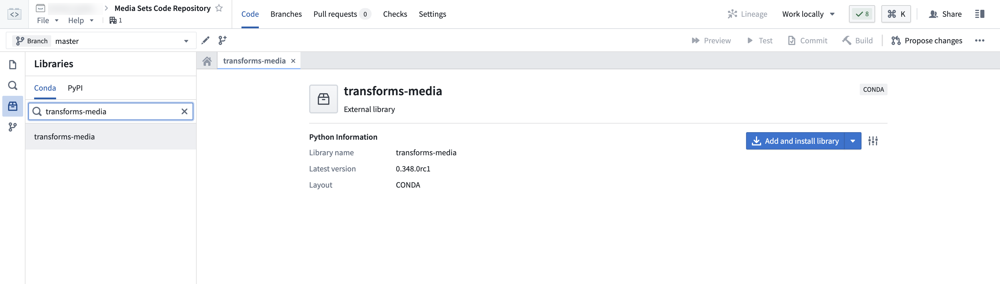 Media Sets Code Repository
File Help 1
Code Branches Pull requests 0 Checks Settings
Lineage Work locally 8 ⌘ K Share
Branch master
Preview Test Commit Build Propose changes
Libraries
Conda PyPI
transforms-media
transforms-media
transforms-media
transforms-media
External library
CONDA
Python Information
Add and install library
Library name transforms-media
Latest version 0.348.0rc1
Layout CONDA